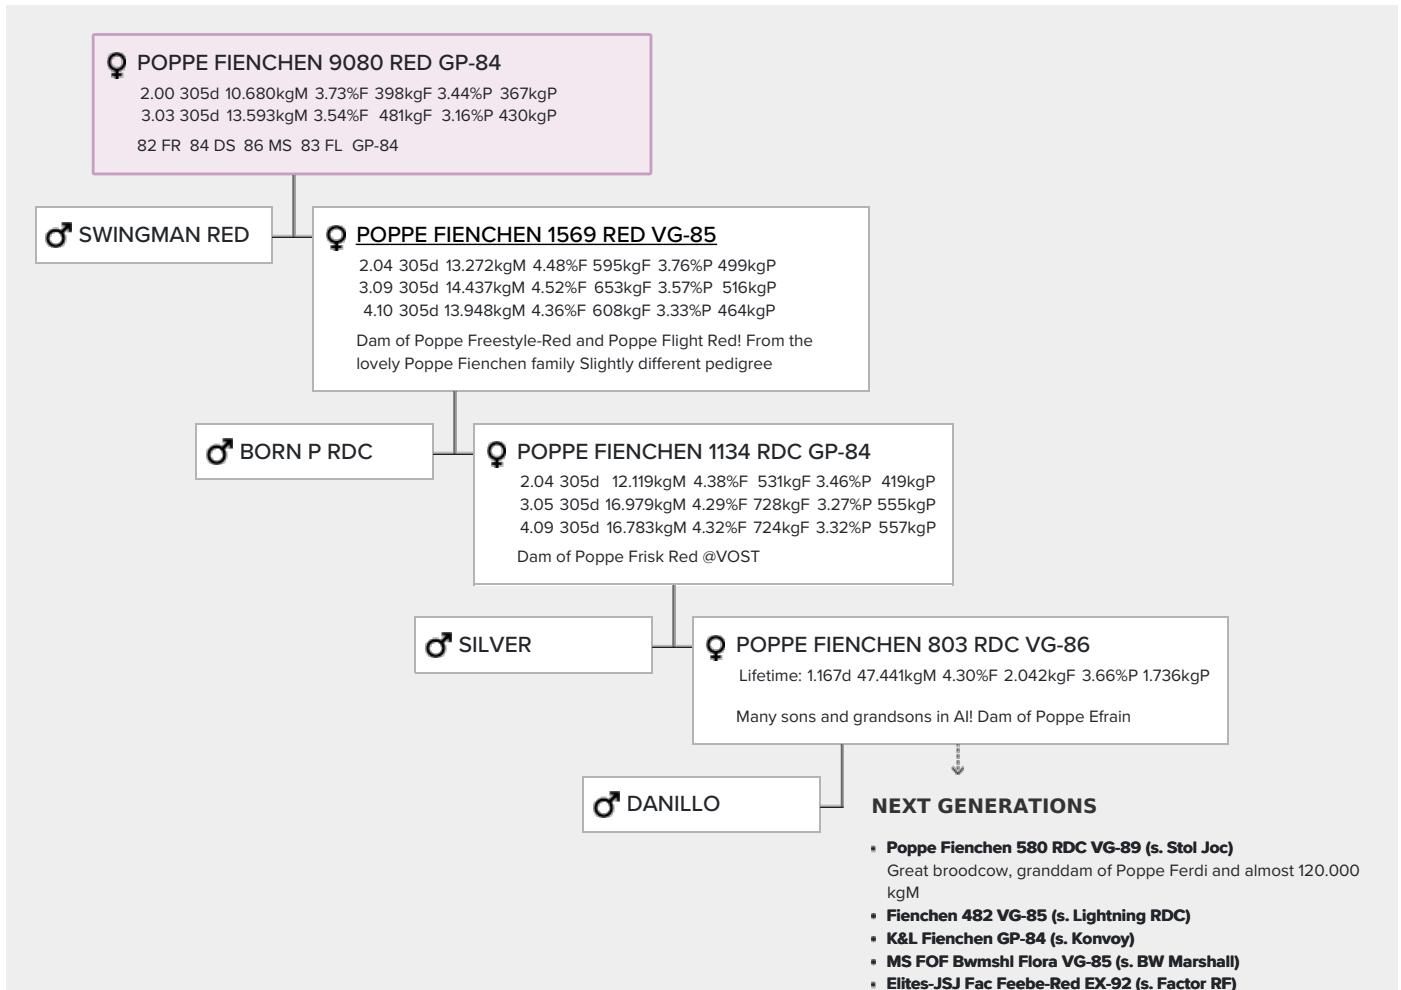 POPPE FIENCHEN 9080 RED GP-84
2.00 305d 10.680kgM 3.73%F 398kgF 3.44%P 367kgP
3.03 305d 13.593kgM 3.54%F 481kgF 3.16%P 430kgP
82 FR 84 DS 86 MS 83 FL GP-84
SWINGMAN RED
POPPE FIENCHEN 1569 RED VG-85
2.04 305d 13.272kgM 4.48%F 595kgF 3.76%P 499kgP
3.09 305d 14.437kgM 4.52%F 653kgF 3.57%P 516kgP
4.10 305d 13.948kgM 4.36%F 608kgF 3.33%P 464kgP
Dam of Poppe Freestyle-Red and Poppe Flight Red! From the
lovely Poppe Fienchen family Slightly different pedigree
BORN P RDC
POPPE FIENCHEN 1134 RDC GP-84
2.04 305d 12.119kgM 4.38%F 531kgF 3.46%P 419kgP
3.05 305d 16.979kgM 4.29%F 728kgF 3.27%P 555kgP
4.09 305d 16.783kgM 4.32%F 724kgF 3.32%P 557kgP
Dam of Poppe Frisk Red @VOST
SILVER
POPPE FIENCHEN 803 RDC VG-86
Lifetime: 1.167d 47.441kgM 4.30%F 2.042kgF 3.66%P 1.736kgP
Many sons and grandsons in AI! Dam of Poppe Efrain
DANILLO
NEXT GENERATIONS
Poppe Fienchen 580 RDC VG-89 (s. Stol Joc)
Great broodcow, granddam of Poppe Ferdi and almost 120.000
kgM
Fienchen 482 VG-85 (s. Lightning RDC)
K&L Fienchen GP-84 (s. Konvoy)
MS FOF Bwmshl Flora VG-85 (s. BW Marshall)
Elites-JSJ Fac Feebe-Red EX-92 (s. Factor RF)